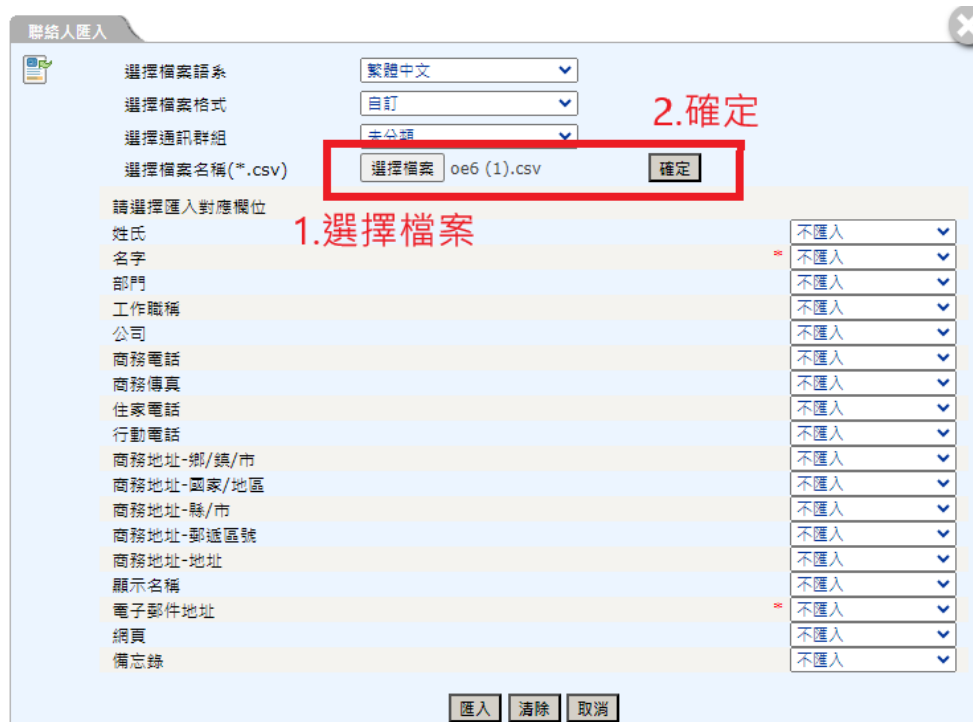 聯絡人匯入
選擇檔案語系 繁體中文
選擇檔案格式 自訂
2.確定
選擇通訊群組 未分類
選擇檔案名稱(*.csv) 選擇檔案 oe6 (1).csv 確定
請選擇匯入對應欄位
1.選擇檔案
姓氏 不匯入
名字 * 不匯入
部門 不匯入
工作職稱 不匯入
公司 不匯入
商務電話 不匯入
商務傳真 不匯入
住家電話 不匯入
行動電話 不匯入
商務地址-鄉/鎮/市 不匯入
商務地址-國家/地區 不匯入
商務地址-縣/市 不匯入
商務地址-郵遞區號 不匯入
商務地址-地址 不匯入
顯示名稱 不匯入
電子郵件地址 * 不匯入
網頁 不匯入
備忘錄 不匯入
匯入 清除 取消